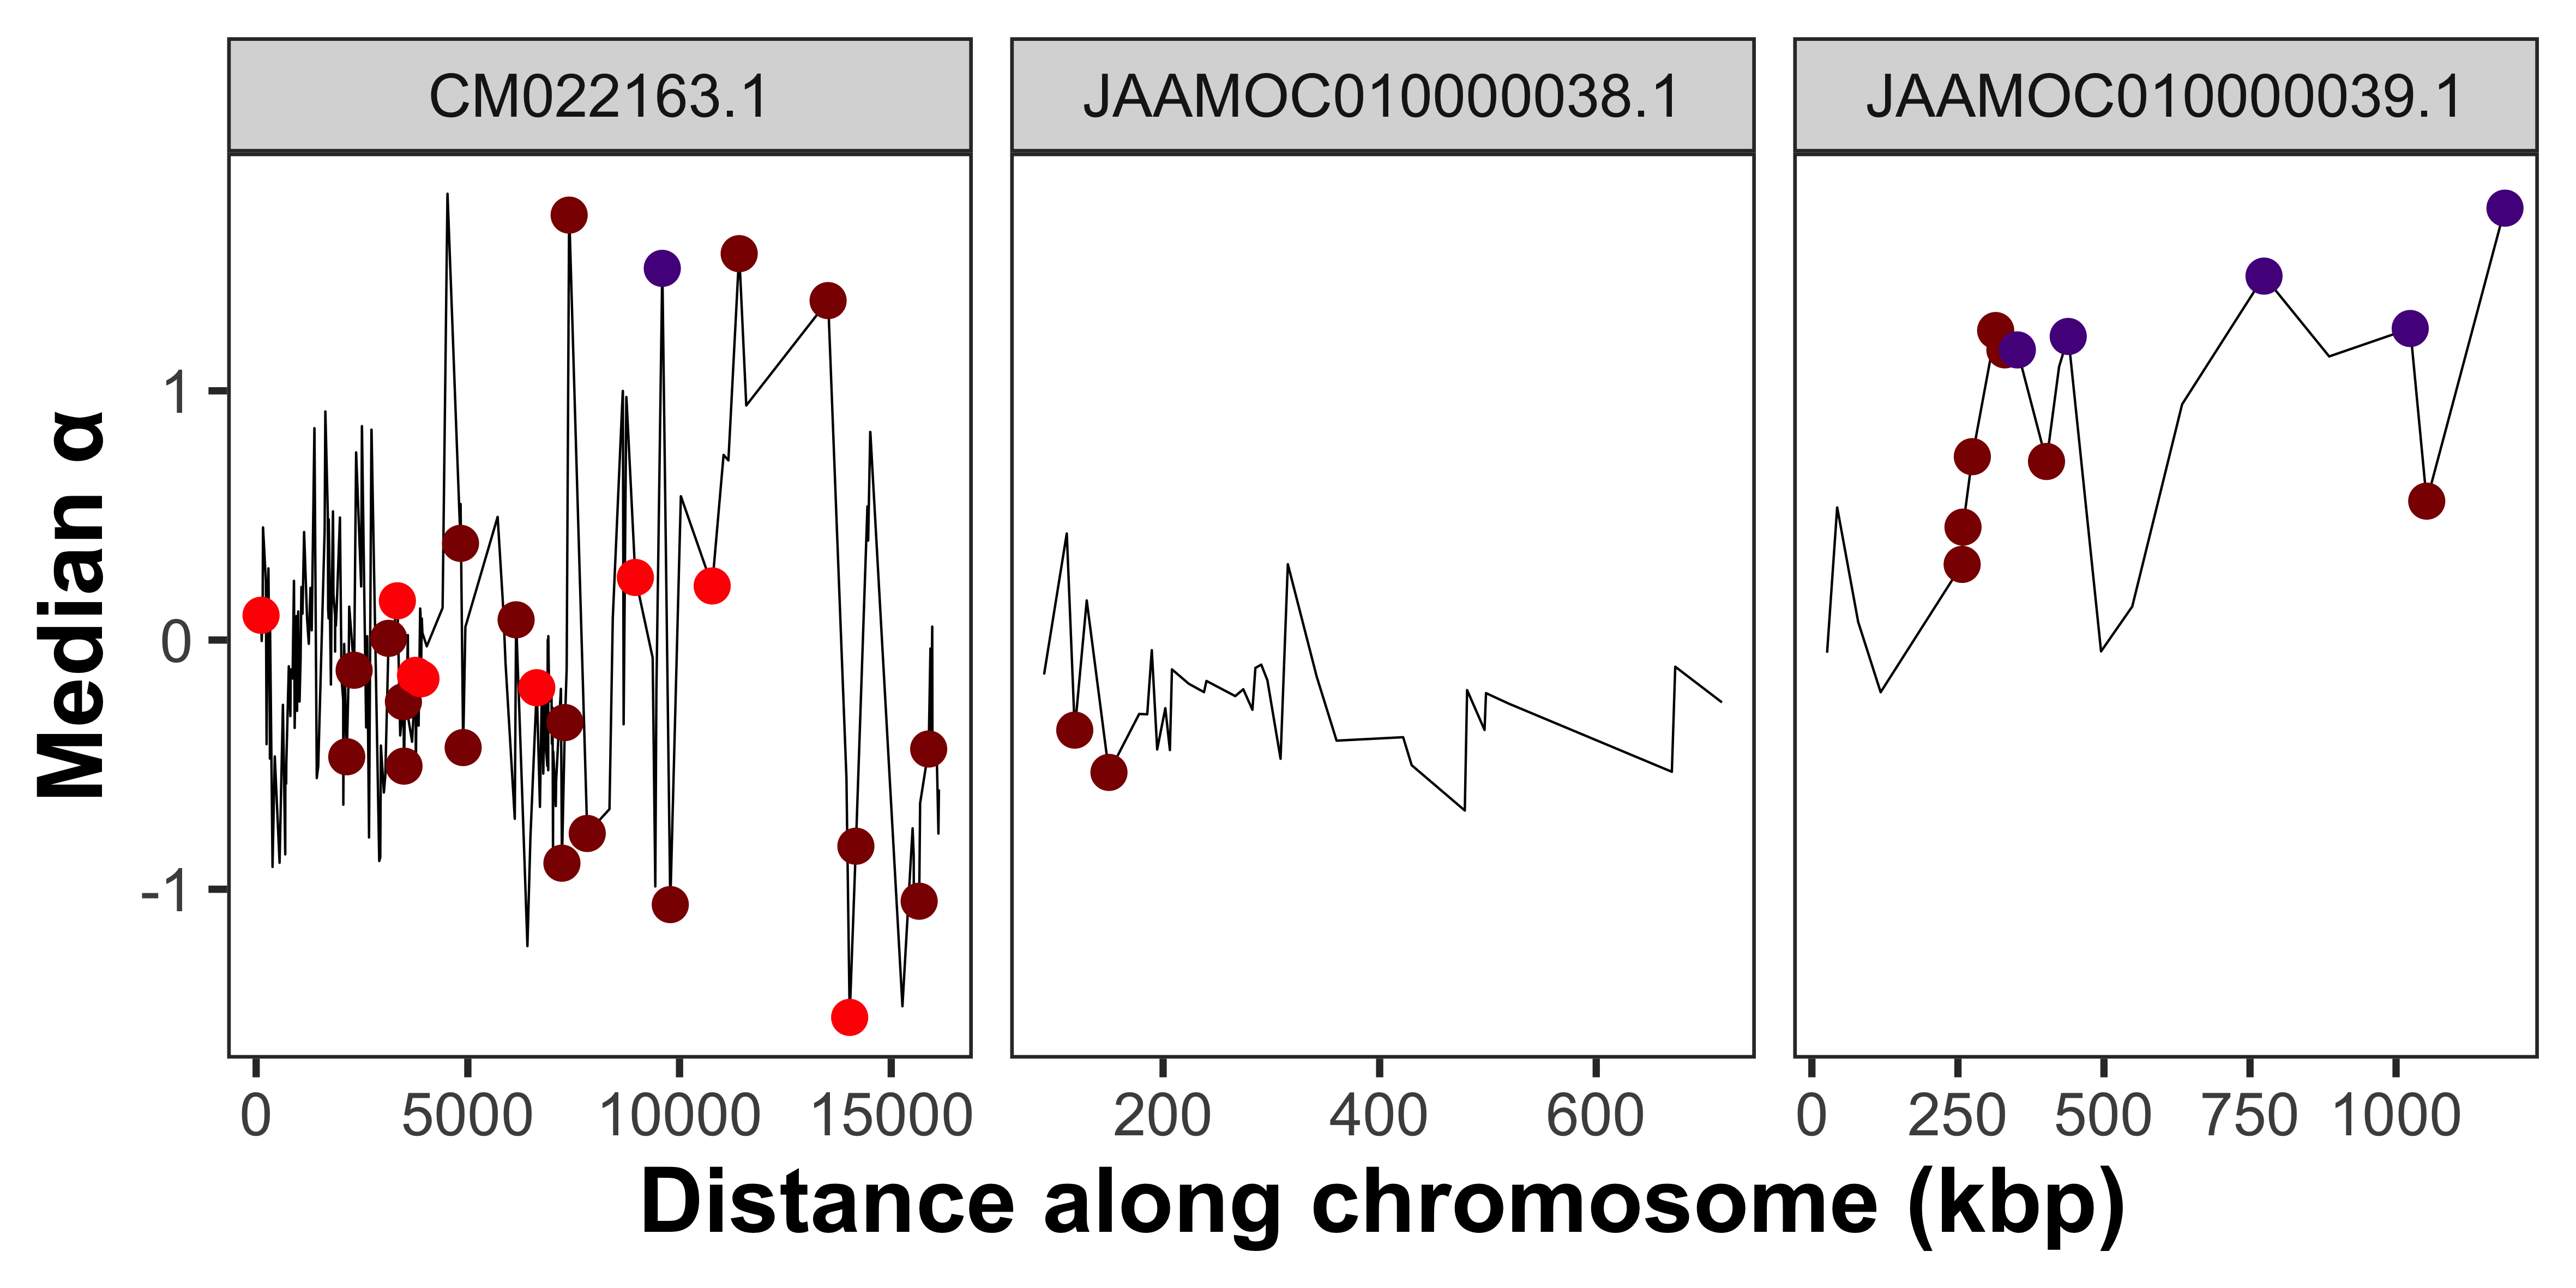 CM022163.1 JAAMOC010000038.1 JAAMOC010000039.1
Median α
1
0
-1
0 5000 10000 15000 200 400 600 0 250 500 750 1000
Distance along chromosome (kbp)